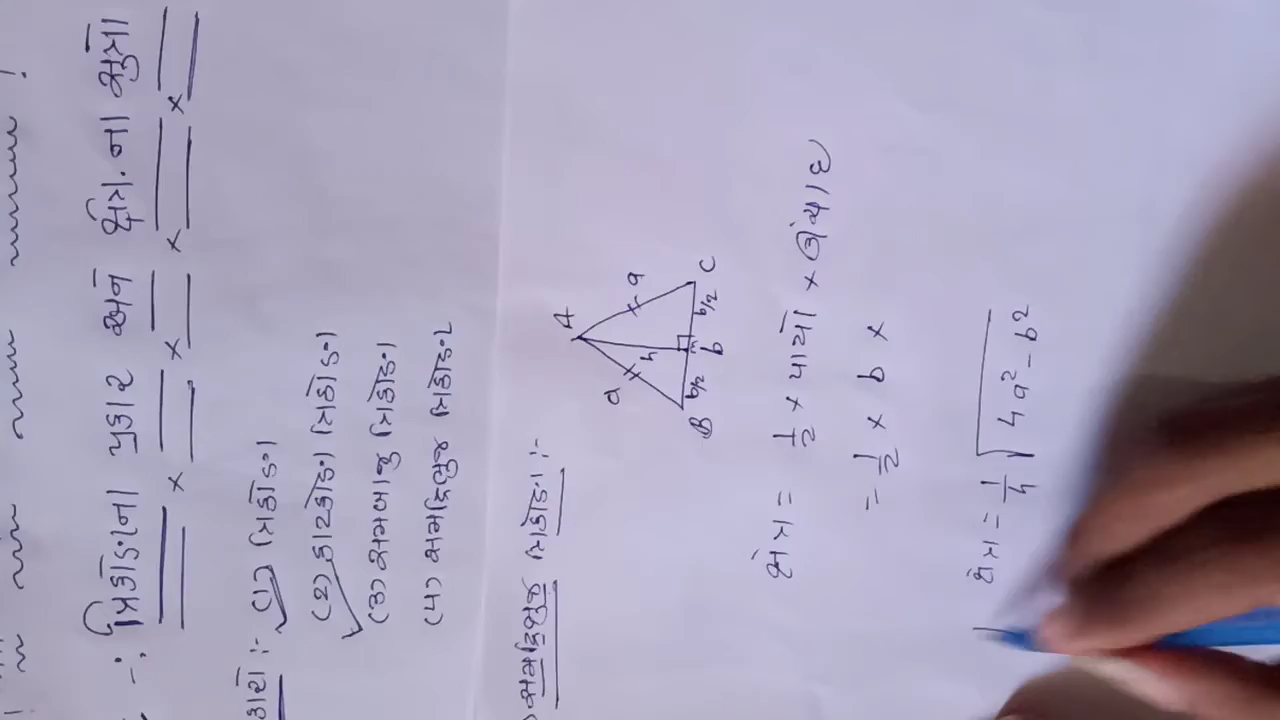 -: ત્રિકોણના પ્રકાર અને ક્ષેત્ર. ના સુત્રો
(1) ત્રિકોણ
(2) કાટકોણ ત્રિકોણ
(3) સમબાજુ ત્રિકોણ
(4) સમદ્વિભુજ ત્રિકોણ
સમદ્વિભુજ ત્રિકોણ :-
A
a a
h
B b/2 m b/2 C
b
ક્ષેત્ર = 1/2 × પાયો × ઊંચાઈ
= 1/2 × b ×
ક્ષેત્ર = 1/4 √4a² - b²